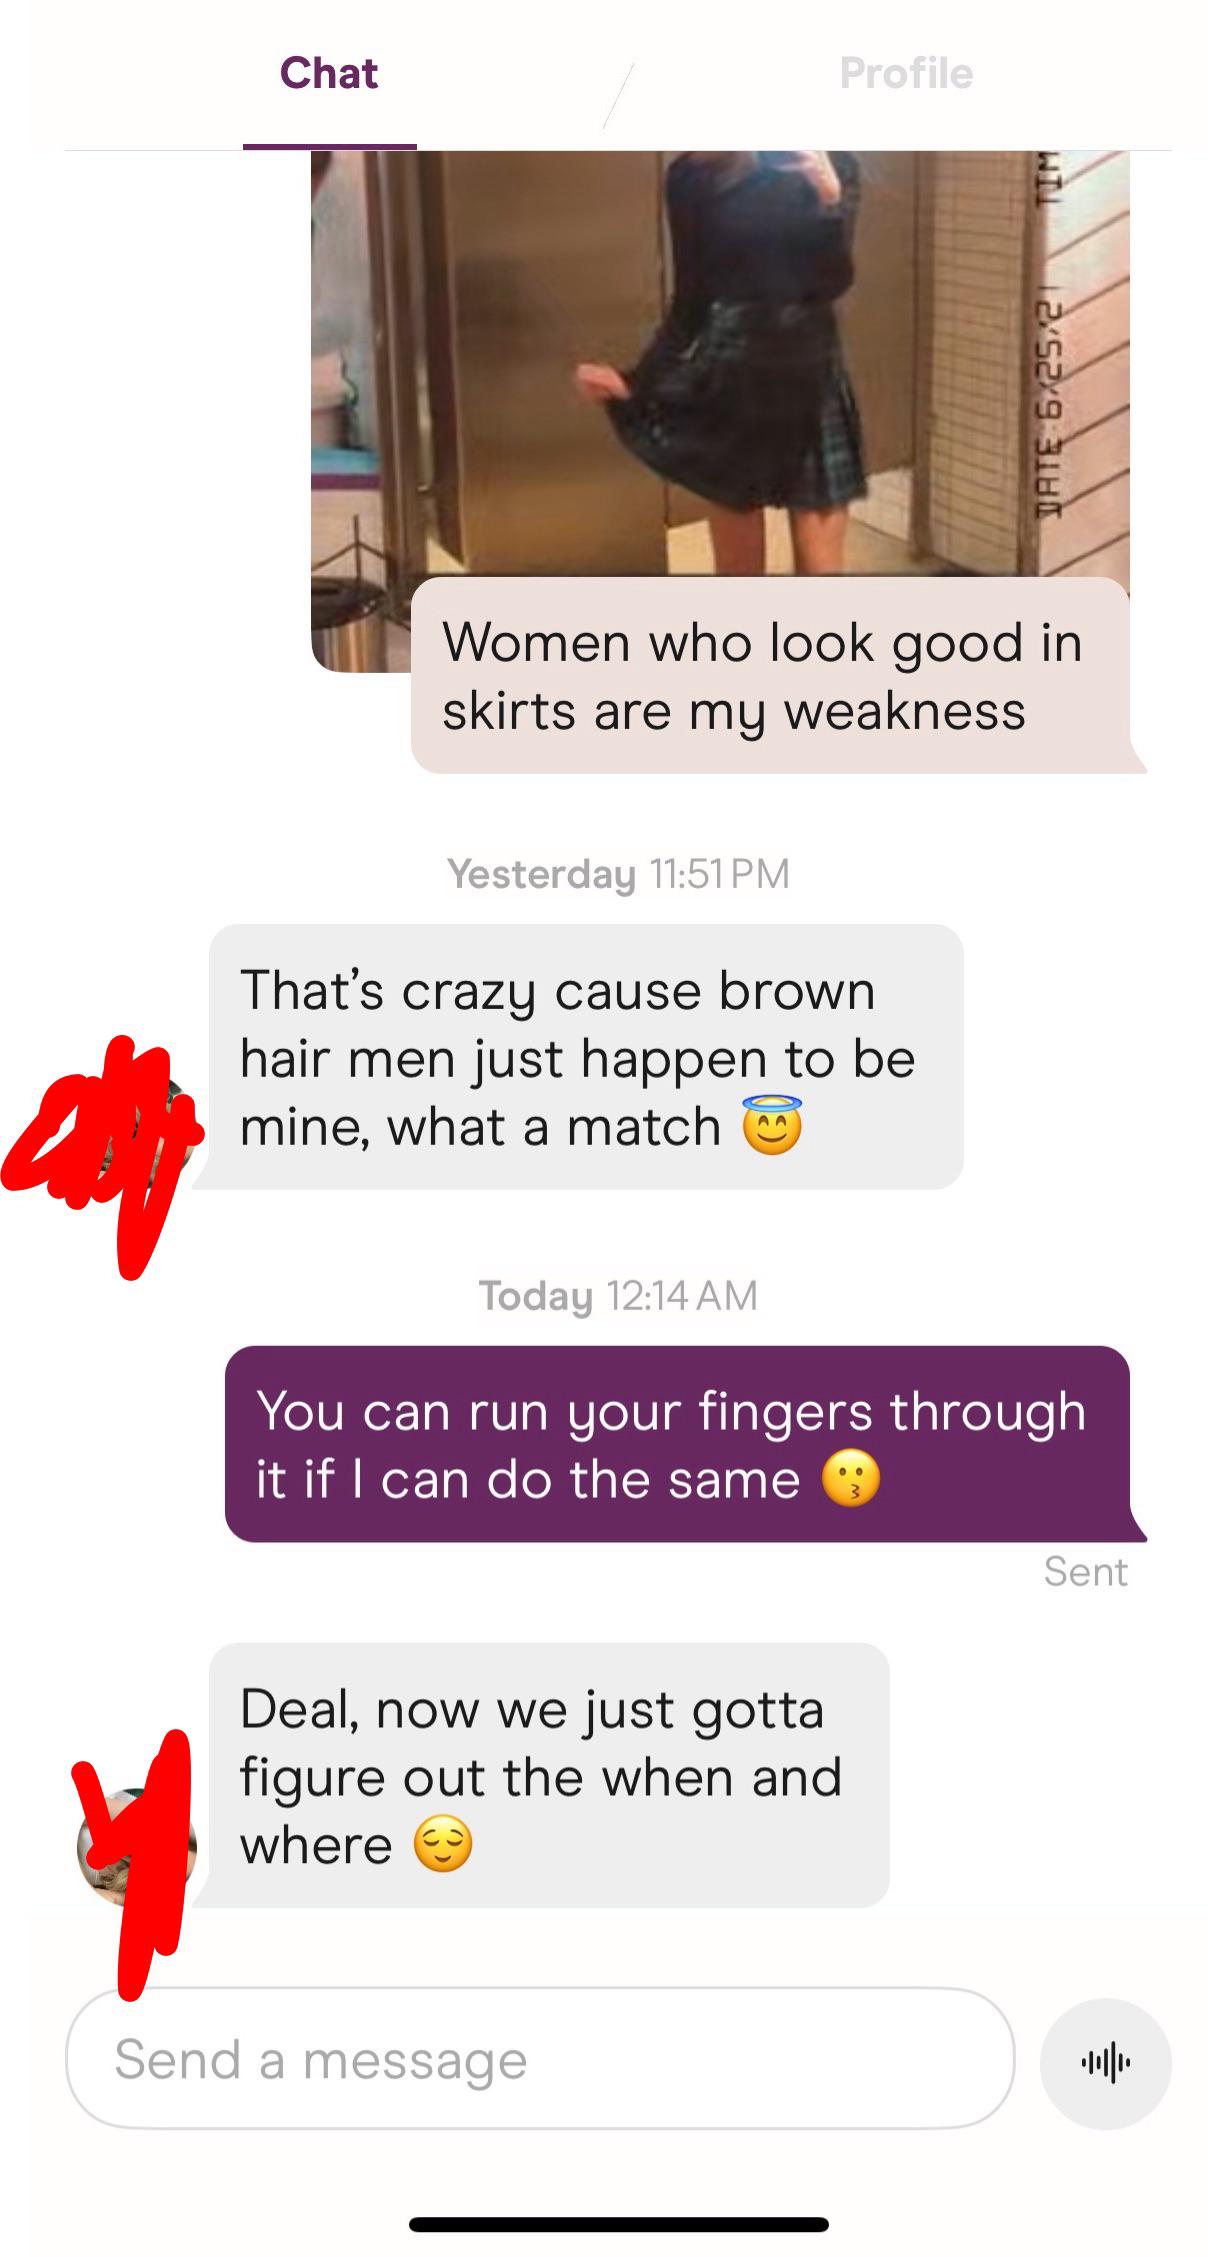 Chat
Profile
TIM
DATE:6/25/21
Women who look good in
skirts are my weakness
Yesterday 11:51 PM
That’s crazy cause brown
hair men just happen to be
mine, what a match 😇
Today 12:14 AM
You can run your fingers through
it if I can do the same 😗
Sent
Deal, now we just gotta
figure out the when and
where 😌
Send a message